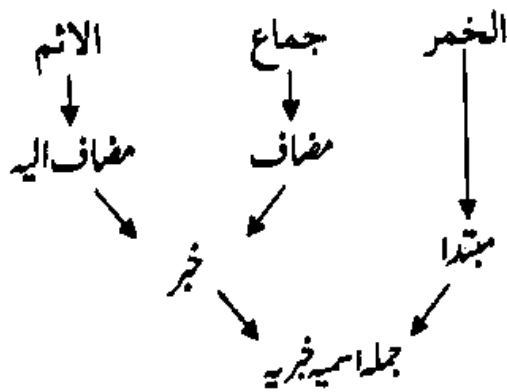 الخمر جماع الاثم
مضاف مضاف الیہ
مبتدا
خبر
جملہ اسمیہ خبریہ